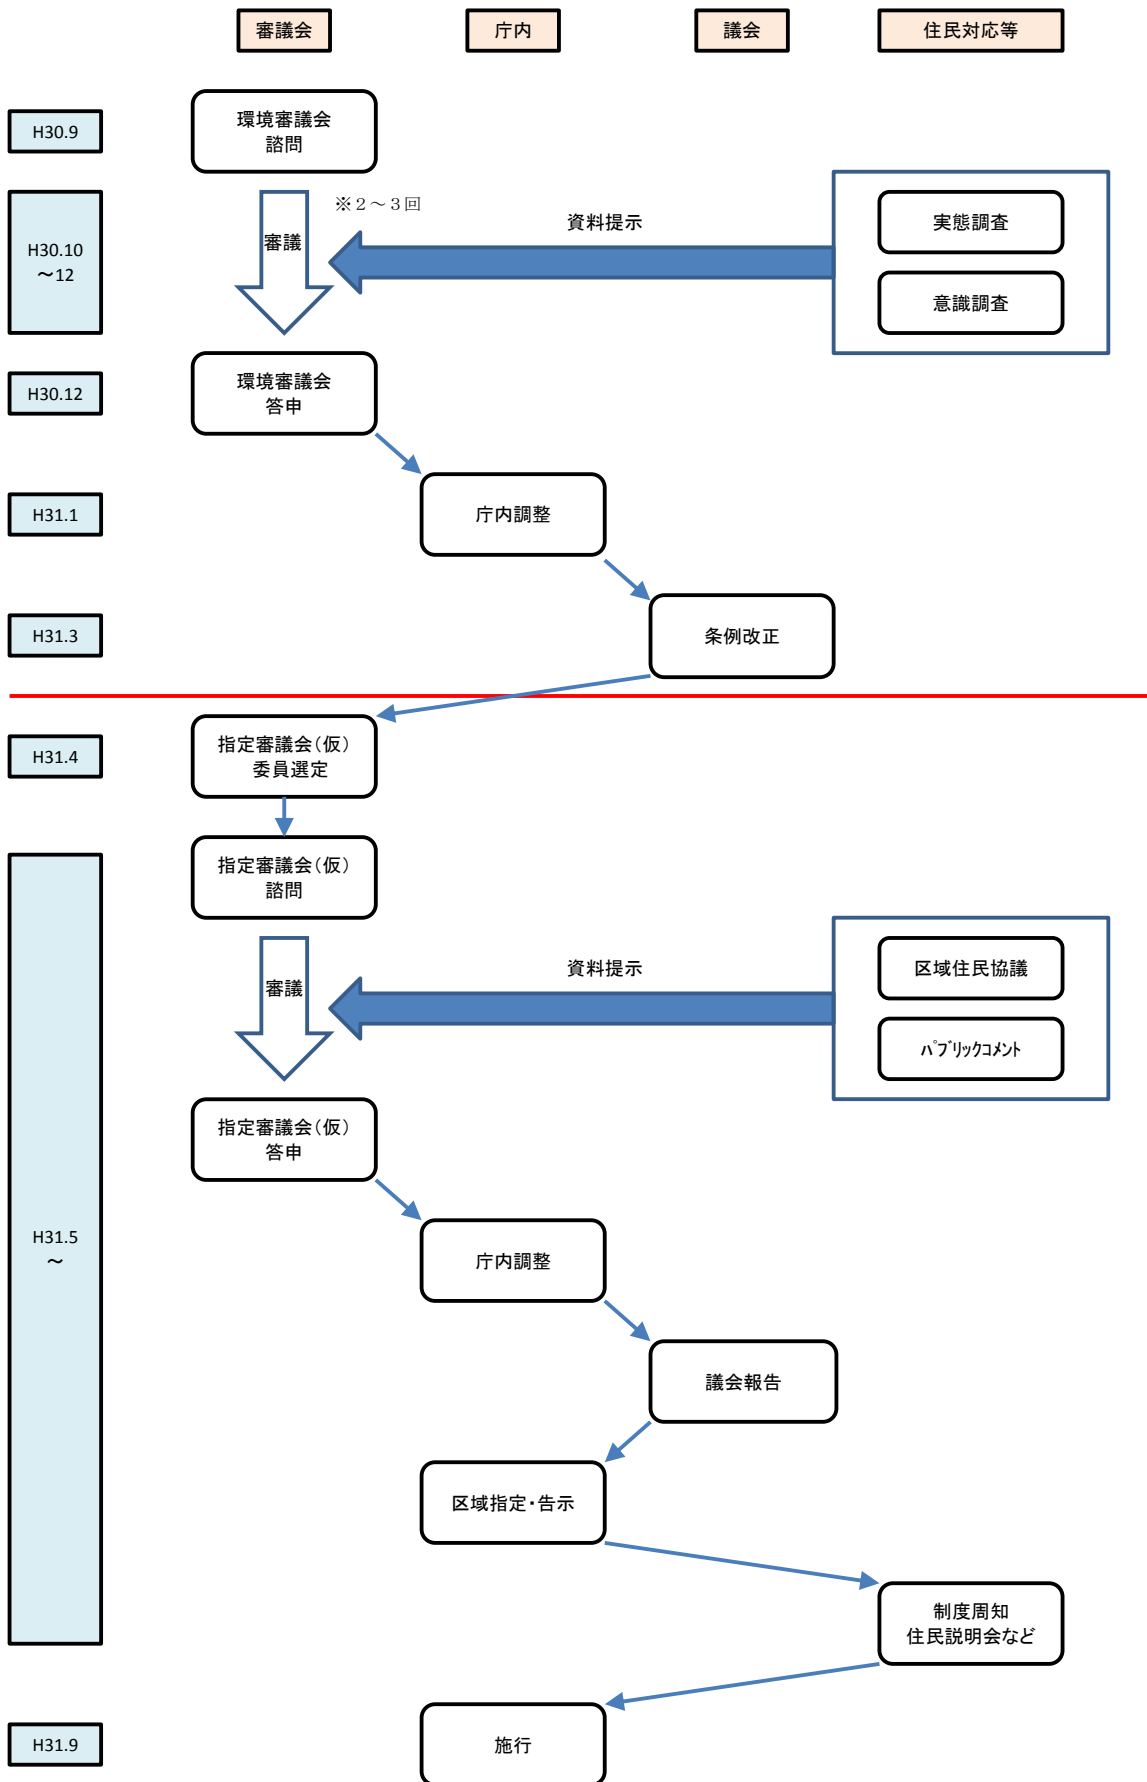 審議会
庁内
議会
住民対応等
H30.9
環境審議会
諮問
H30.10
～12
審議
※２～３回
資料提示
実態調査
意識調査
H30.12
環境審議会
答申
H31.1
庁内調整
H31.3
条例改正
H31.4
指定審議会（仮）
委員選定
H31.5
～
指定審議会（仮）
諮問
審議
資料提示
区域住民協議
ﾊﾟﾌﾞﾘｯｸｺﾒﾝﾄ
指定審議会（仮）
答申
庁内調整
議会報告
区域指定・告示
制度周知
住民説明会など
H31.9
施行